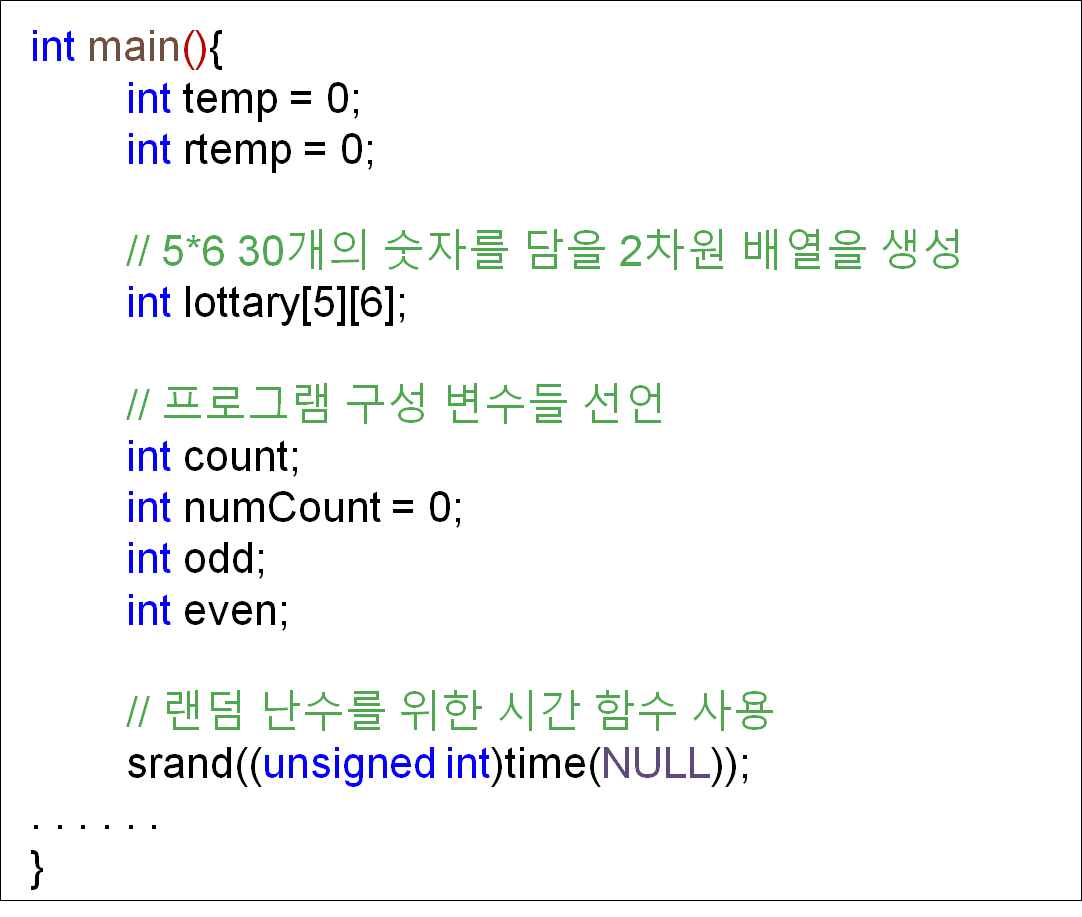 int main(){
int temp = 0;
int rtemp = 0;
// 5*6 30개의 숫자를 담을 2차원 배열을 생성
int lottary[5][6];
// 프로그램 구성 변수들 선언
int count;
int numCount = 0;
int odd;
int even;
// 랜덤 난수를 위한 시간 함수 사용
srand((unsigned int)time(NULL));
. . . . . .
}